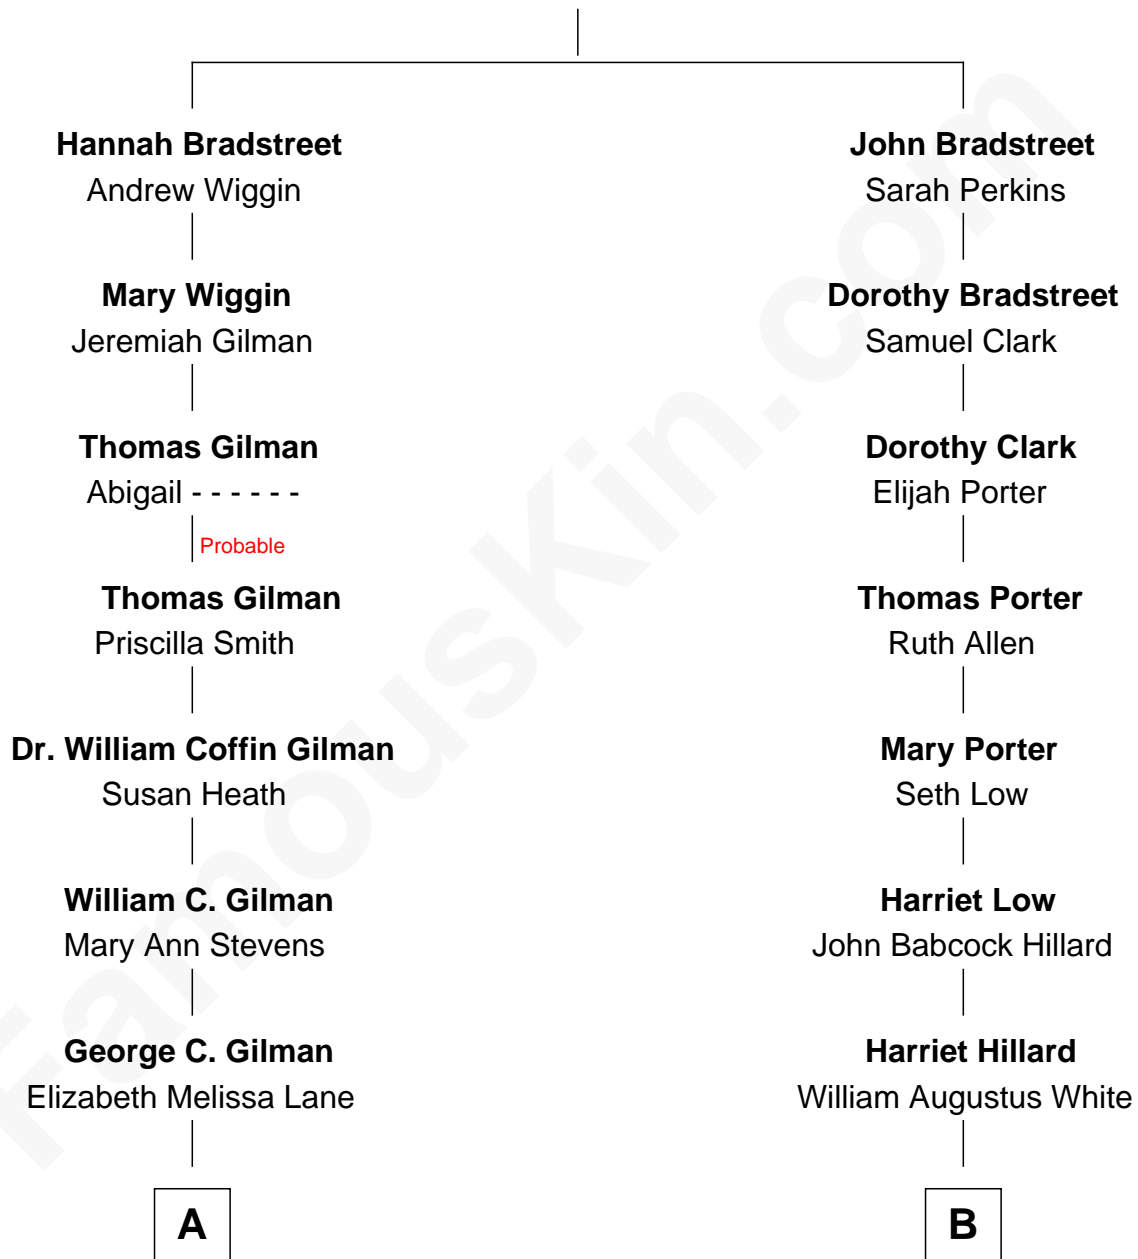 Hannah Bradstreet
Andrew Wiggin
Mary Wiggin
Jeremiah Gilman
Thomas Gilman
Abigail - - - - - -
Probable
Thomas Gilman
Priscilla Smith
Dr. William Coffin Gilman
Susan Heath
William C. Gilman
Mary Ann Stevens
George C. Gilman
Elizabeth Melissa Lane
A
John Bradstreet
Sarah Perkins
Dorothy Bradstreet
Samuel Clark
Dorothy Clark
Elijah Porter
Thomas Porter
Ruth Allen
Mary Porter
Seth Low
Harriet Low
John Babcock Hillard
Harriet Hillard
William Augustus White
B
FamousKin.com